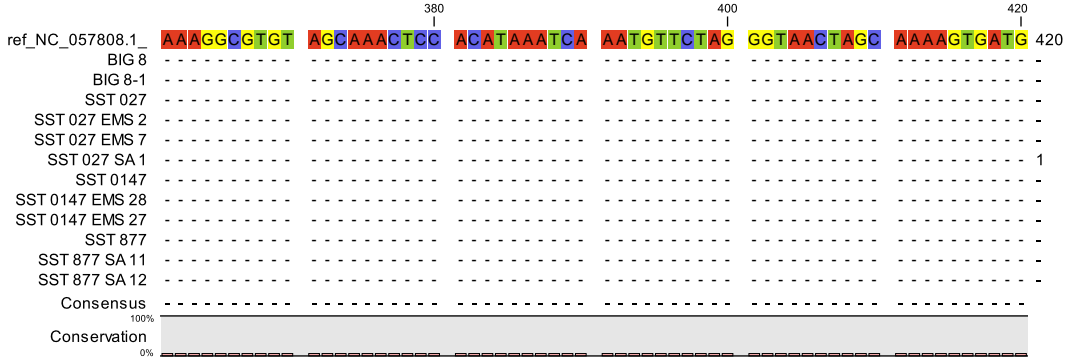 380 400 420
ref_NC_057808.1_ AAAGGCGTGT AGCAAACTCC ACATAAATCA AATGTTCTAG GGTAACTAGC AAAAGTGATG 420
BIG 8 - - - - - - - - - - - - - - - - - - - - - - - - - - - - - - - - - - - - - - - - - - - - - - - - - - - - - - - - - - - - -
BIG 8-1 - - - - - - - - - - - - - - - - - - - - - - - - - - - - - - - - - - - - - - - - - - - - - - - - - - - - - - - - - - - - -
SST 027 - - - - - - - - - - - - - - - - - - - - - - - - - - - - - - - - - - - - - - - - - - - - - - - - - - - - - - - - - - - - -
SST 027 EMS 2 - - - - - - - - - - - - - - - - - - - - - - - - - - - - - - - - - - - - - - - - - - - - - - - - - - - - - - - - - - - - -
SST 027 EMS 7 - - - - - - - - - - - - - - - - - - - - - - - - - - - - - - - - - - - - - - - - - - - - - - - - - - - - - - - - - - - - -
SST 027 SA 1 - - - - - - - - - - - - - - - - - - - - - - - - - - - - - - - - - - - - - - - - - - - - - - - - - - - - - - - - - - - - 1
SST 0147 - - - - - - - - - - - - - - - - - - - - - - - - - - - - - - - - - - - - - - - - - - - - - - - - - - - - - - - - - - - - -
SST 0147 EMS 28 - - - - - - - - - - - - - - - - - - - - - - - - - - - - - - - - - - - - - - - - - - - - - - - - - - - - - - - - - - - - -
SST 0147 EMS 27 - - - - - - - - - - - - - - - - - - - - - - - - - - - - - - - - - - - - - - - - - - - - - - - - - - - - - - - - - - - - -
SST 877 - - - - - - - - - - - - - - - - - - - - - - - - - - - - - - - - - - - - - - - - - - - - - - - - - - - - - - - - - - - - -
SST 877 SA 11 - - - - - - - - - - - - - - - - - - - - - - - - - - - - - - - - - - - - - - - - - - - - - - - - - - - - - - - - - - - - -
SST 877 SA 12 - - - - - - - - - - - - - - - - - - - - - - - - - - - - - - - - - - - - - - - - - - - - - - - - - - - - - - - - - - - - -
Consensus - - - - - - - - - - - - - - - - - - - - - - - - - - - - - - - - - - - - - - - - - - - - - - - - - - - - - - - - - - - - -
100%
Conservation
0%